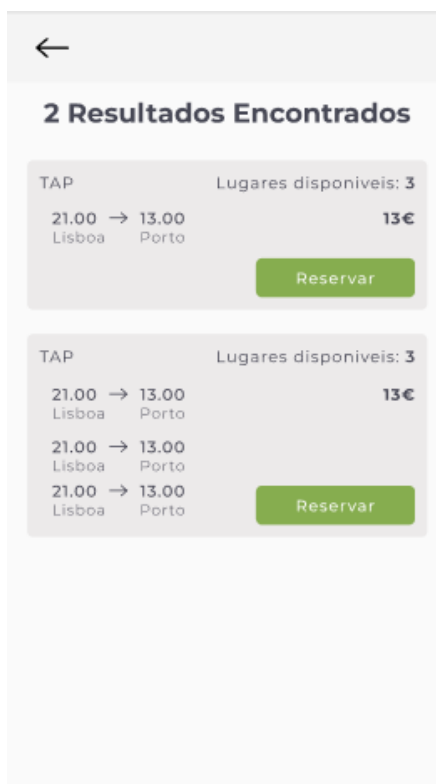 2 Resultados Encontrados
TAP Lugares disponiveis: 3
21.00 → 13.00 13€
Lisboa Porto
Reservar
TAP Lugares disponiveis: 3
21.00 → 13.00 13€
Lisboa Porto
21.00 → 13.00
Lisboa Porto
21.00 → 13.00
Lisboa Porto
Reservar